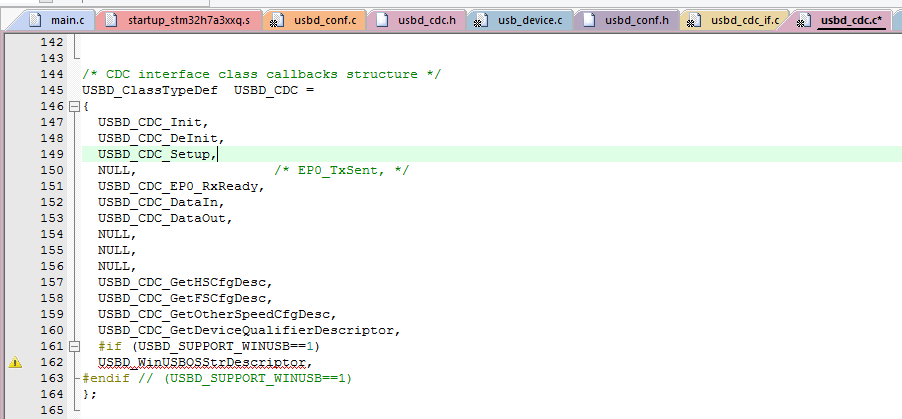 main.c startup_stm32h7a3xxq.s usbd_conf.c usbd_cdc.h usb_device.c usbd_conf.h usbd_cdc_if.c usbd_cdc.c*
142
143
144 /* CDC interface class callbacks structure */
145 USBD_ClassTypeDef  USBD_CDC =
146 {
147   USBD_CDC_Init,
148   USBD_CDC_DeInit,
149   USBD_CDC_Setup,
150   NULL,                 /* EP0_TxSent, */
151   USBD_CDC_EP0_RxReady,
152   USBD_CDC_DataIn,
153   USBD_CDC_DataOut,
154   NULL,
155   NULL,
156   NULL,
157   USBD_CDC_GetHSCfgDesc,
158   USBD_CDC_GetFSCfgDesc,
159   USBD_CDC_GetOtherSpeedCfgDesc,
160   USBD_CDC_GetDeviceQualifierDescriptor,
161   #if (USBD_SUPPORT_WINUSB==1)
162   USBD_WinUSBOSStrDescriptor,
163 #endif // (USBD_SUPPORT_WINUSB==1)
164 };
165